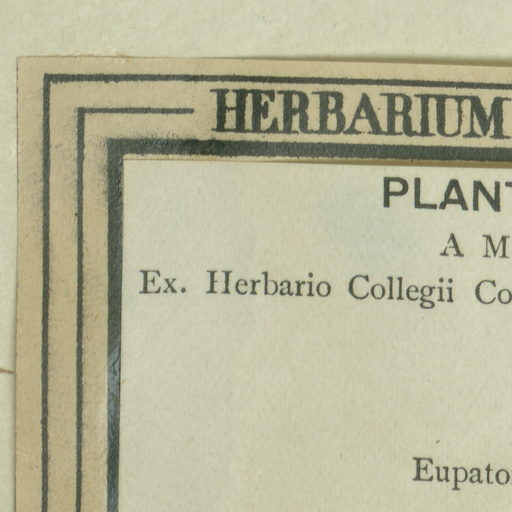 HERBARIUM
PLANT
A M
Ex. Herbario Collegii Co
Eupato